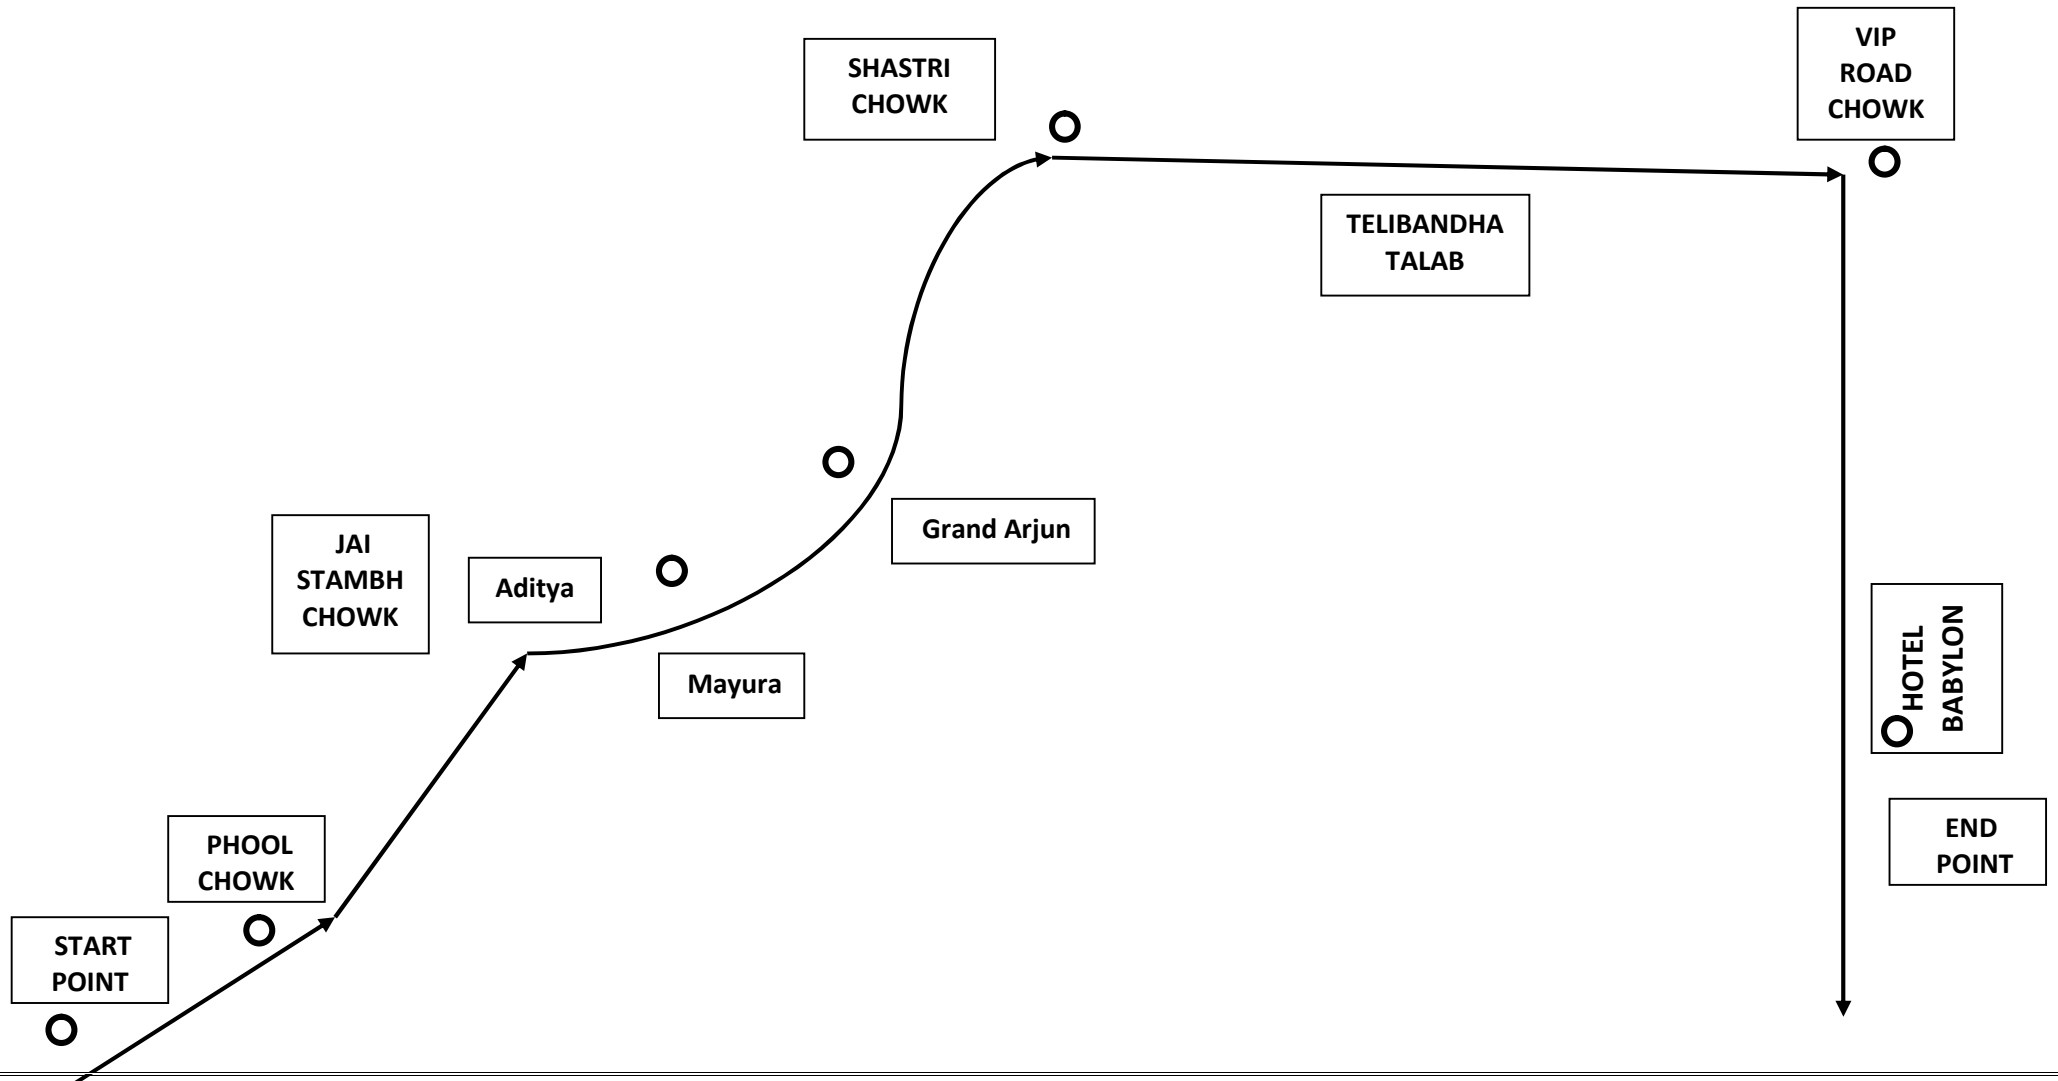 SHASTRI
CHOWK
VIP
ROAD
CHOWK
TELIBANDHA
TALAB
Grand Arjun
JAI
STAMBH
CHOWK
Aditya
Mayura
HOTEL
BABYLON
PHOOL
CHOWK
END
POINT
START
POINT